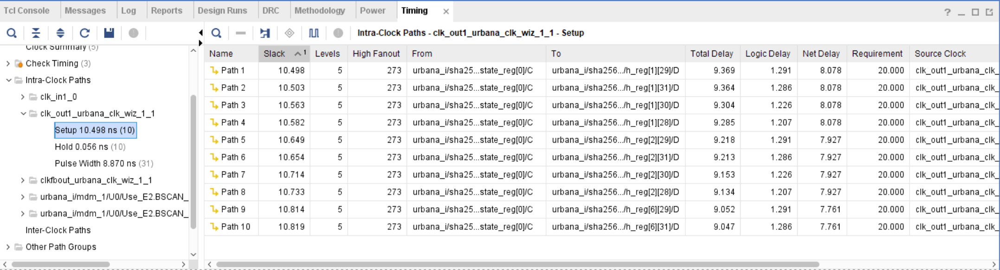 Tcl Console Messages Log Reports Design Runs DRC Methodology Power Timing × ?
Intra-Clock Paths - clk_out1_urbana_clk_wiz_1_1 - Setup
Clock Summary (5)
Check Timing (3)
Intra-Clock Paths
clk_in1_0
clk_out1_urbana_clk_wiz_1_1
Setup 10.498 ns (10)
Hold 0.056 ns (10)
Pulse Width 8.870 ns (31)
clkfbout_urbana_clk_wiz_1_1
urbana_i/mdm_1/U0/Use_E2.BSCAN_
urbana_i/mdm_1/U0/Use_E2.BSCAN_
Inter-Clock Paths
Other Path Groups
Name Slack 1 Levels High Fanout From To Total Delay Logic Delay Net Delay Requirement Source Clock
Path 1 10.498 5 273 urbana_i/sha25...state_reg[0]/C urbana_i/sha256.../h_reg[1][29]/D 9.369 1.291 8.078 20.000 clk_out1_urbana_clk_
Path 2 10.503 5 273 urbana_i/sha25...state_reg[0]/C urbana_i/sha256.../h_reg[1][31]/D 9.364 1.286 8.078 20.000 clk_out1_urbana_clk_
Path 3 10.563 5 273 urbana_i/sha25...state_reg[0]/C urbana_i/sha256.../h_reg[1][30]/D 9.304 1.226 8.078 20.000 clk_out1_urbana_clk_
Path 4 10.582 5 273 urbana_i/sha25...state_reg[0]/C urbana_i/sha256.../h_reg[1][28]/D 9.285 1.207 8.078 20.000 clk_out1_urbana_clk_
Path 5 10.649 5 273 urbana_i/sha25...state_reg[0]/C urbana_i/sha256.../h_reg[2][29]/D 9.218 1.291 7.927 20.000 clk_out1_urbana_clk_
Path 6 10.654 5 273 urbana_i/sha25...state_reg[0]/C urbana_i/sha256.../h_reg[2][31]/D 9.213 1.286 7.927 20.000 clk_out1_urbana_clk_
Path 7 10.714 5 273 urbana_i/sha25...state_reg[0]/C urbana_i/sha256.../h_reg[2][30]/D 9.153 1.226 7.927 20.000 clk_out1_urbana_clk_
Path 8 10.733 5 273 urbana_i/sha25...state_reg[0]/C urbana_i/sha256.../h_reg[2][28]/D 9.134 1.207 7.927 20.000 clk_out1_urbana_clk_
Path 9 10.814 5 273 urbana_i/sha25...state_reg[0]/C urbana_i/sha256.../h_reg[6][29]/D 9.052 1.291 7.761 20.000 clk_out1_urbana_clk_
Path 10 10.819 5 273 urbana_i/sha25...state_reg[0]/C urbana_i/sha256.../h_reg[6][31]/D 9.047 1.286 7.761 20.000 clk_out1_urbana_clk_